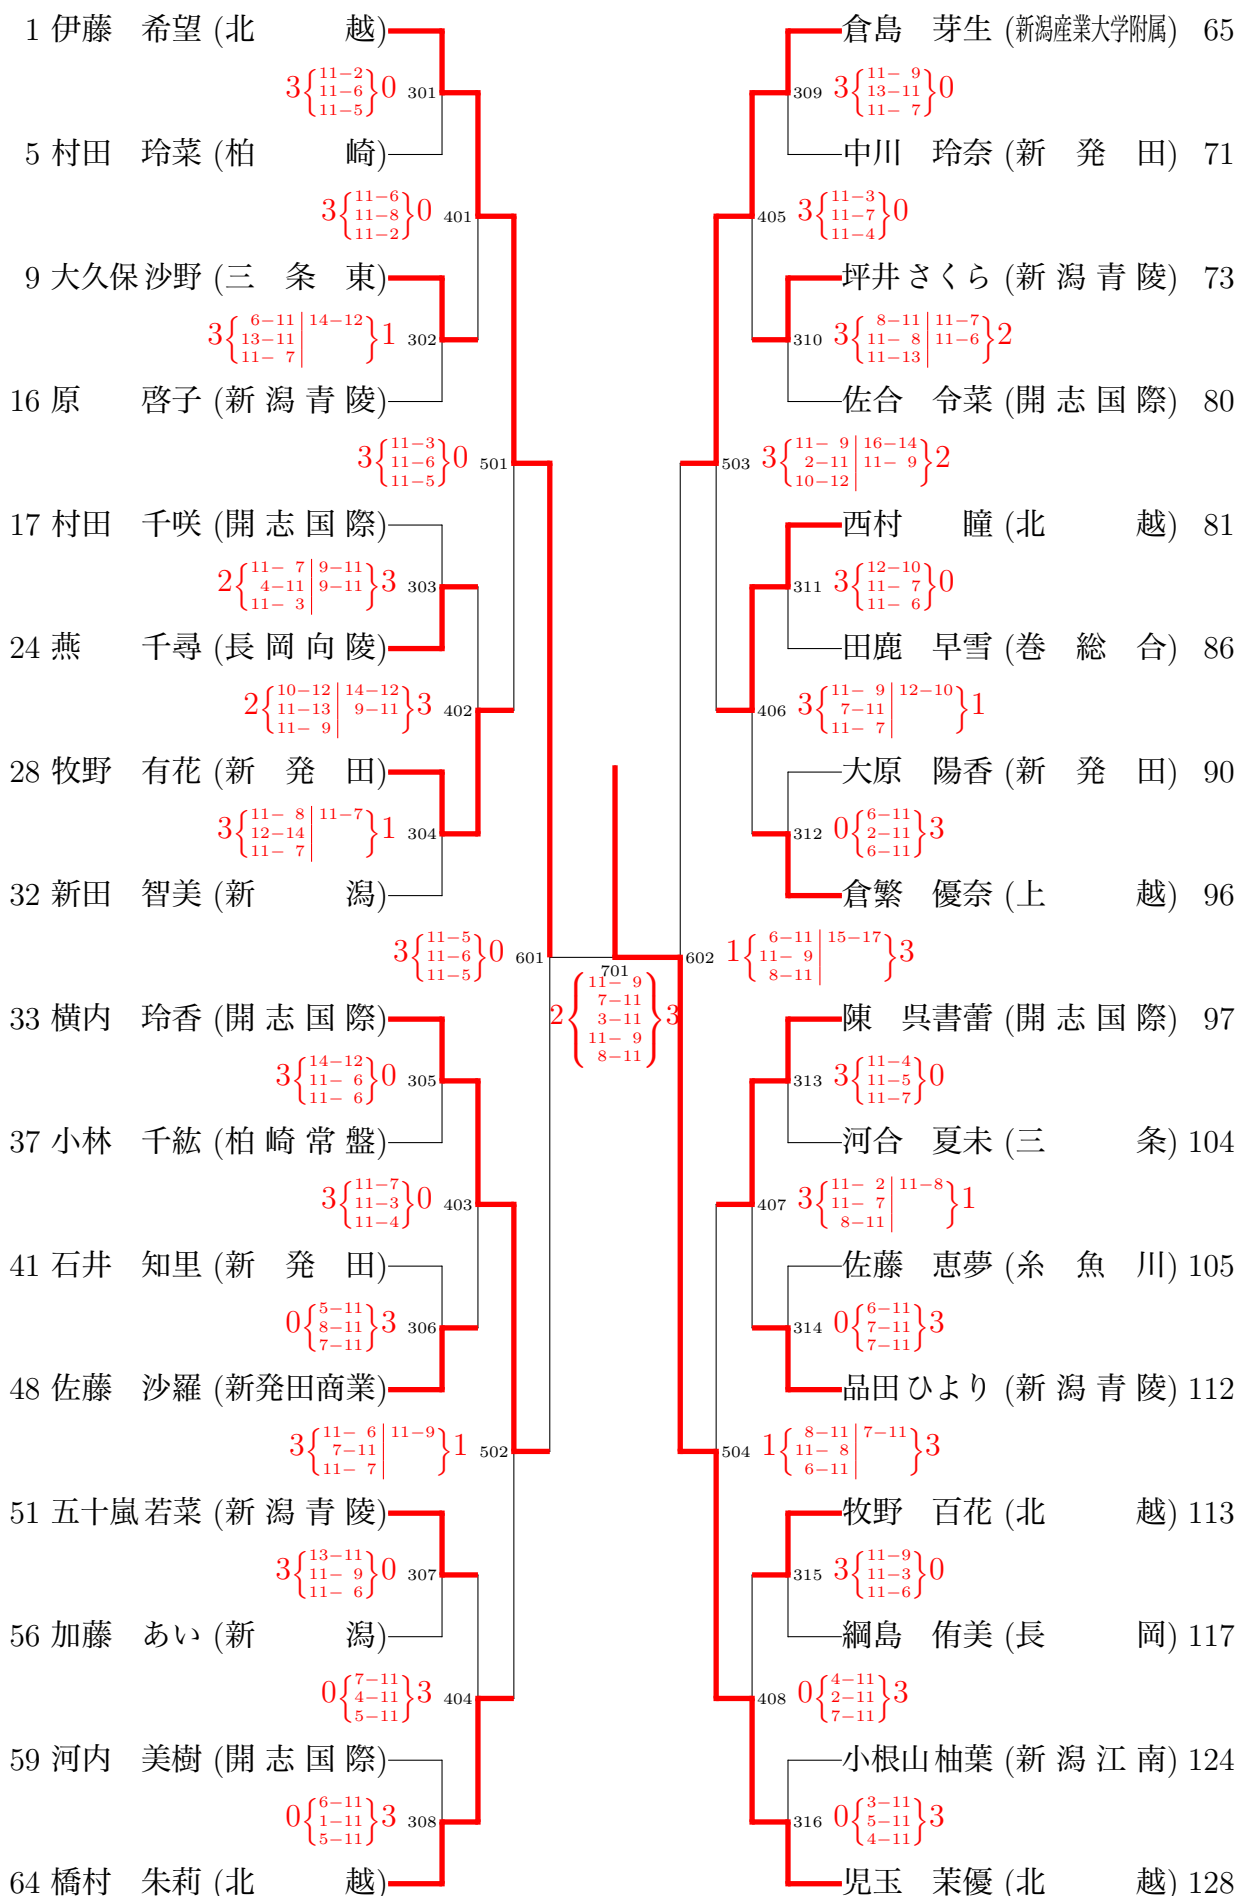 1 伊藤 希望 (北 越)
3{11-2 11-6 11-5}0 301
5 村田 玲菜 (柏 崎)
3{11-6 11-8 11-2}0 401
9 大久保沙野 (三 条 東)
3{6-11 13-11 11-7 | 14-12}1 302
16 原 啓子 (新 潟 青 陵)
3{11-3 11-6 11-5}0 501
17 村田 千咲 (開 志 国 際)
2{11-7 4-11 11-3 | 9-11 9-11}3 303
24 燕 千尋 (長 岡 向 陵)
2{10-12 11-13 11-9 | 14-12 9-11}3 402
28 牧野 有花 (新 発 田)
3{11-8 12-14 11-7 | 11-7}1 304
32 新田 智美 (新 潟)
3{11-5 11-6 11-5}0 601
33 横内 玲香 (開 志 国 際)
3{14-12 11-6 11-6}0 305
37 小林 千紘 (柏 崎 常 盤)
3{11-7 11-3 11-4}0 403
41 石井 知里 (新 発 田)
0{5-11 8-11 7-11}3 306
48 佐藤 沙羅 (新発田商業)
3{11-6 7-11 11-7 | 11-9}1 502
51 五十嵐若菜 (新 潟 青 陵)
3{13-11 11-9 11-6}0 307
56 加藤 あい (新 潟)
0{7-11 4-11 5-11}3 404
59 河内 美樹 (開 志 国 際)
0{6-11 1-11 5-11}3 308
64 橋村 朱莉 (北 越)
701
2{11-9 7-11 3-11 11-9 8-11}3
倉島 芽生 (新潟産業大学附属) 65
309 3{11-9 13-11 11-7}0
中川 玲奈 (新 発 田) 71
405 3{11-3 11-7 11-4}0
坪井さくら (新 潟 青 陵) 73
310 3{8-11 11-8 11-13 | 11-7 11-6}2
佐合 令菜 (開 志 国 際) 80
503 3{11-9 2-11 10-12 | 16-14 11-9}2
西村 瞳 (北 越) 81
311 3{12-10 11-7 11-6}0
田鹿 早雪 (巻 総 合) 86
406 3{11-9 7-11 11-7 | 12-10}1
大原 陽香 (新 発 田) 90
312 0{6-11 2-11 6-11}3
倉繁 優奈 (上 越) 96
602 1{6-11 11-9 8-11 | 15-17}3
陳 呉書蕾 (開 志 国 際) 97
313 3{11-4 11-5 11-7}0
河合 夏未 (三 条) 104
407 3{11-2 11-7 8-11 | 11-8}1
佐藤 恵夢 (糸 魚 川) 105
314 0{6-11 7-11 7-11}3
品田ひより (新 潟 青 陵) 112
504 1{8-11 11-8 6-11 | 7-11}3
牧野 百花 (北 越) 113
315 3{11-9 11-3 11-6}0
綱島 侑美 (長 岡) 117
408 0{4-11 2-11 7-11}3
小根山柚葉 (新 潟 江 南) 124
316 0{3-11 5-11 4-11}3
児玉 茉優 (北 越) 128